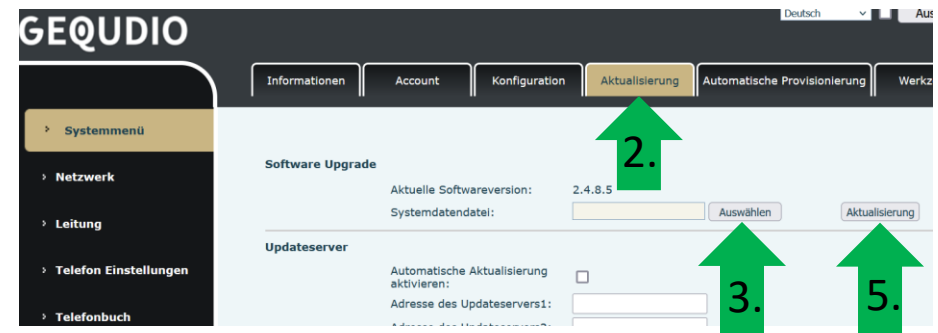 Deutsch
GEQUDIO
Informationen Account Konfiguration Aktualisierung Automatische Provisionierung
› Systemmenü
2.
Software Upgrade
› Netzwerk
Aktuelle Softwareversion: 2.4.8.5
Systemdatendatei: Auswählen Aktualisierung
› Leitung
Updateserver
› Telefon Einstellungen
Automatische Aktualisierung
aktivieren:
3. 5.
Adresse des Updateservers1:
› Telefonbuch